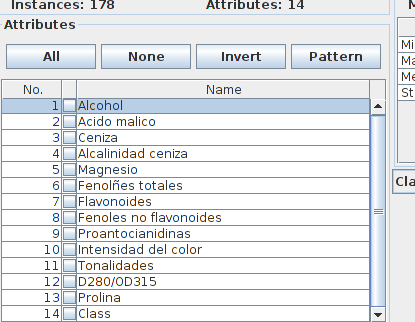 Instances: 178 Attributes: 14
Attributes
All None Invert Pattern
No. Name
1 Alcohol
2 Acido malico
3 Ceniza
4 Alcalinidad ceniza
5 Magnesio
6 Fenolñes totales
7 Flavonoides
8 Fenoles no flavonoides
9 Proantocianidinas
10 Intensidad del color
11 Tonalidades
12 D280/OD315
13 Prolina
14 Class
Mi
Ma
Me
St
Cla